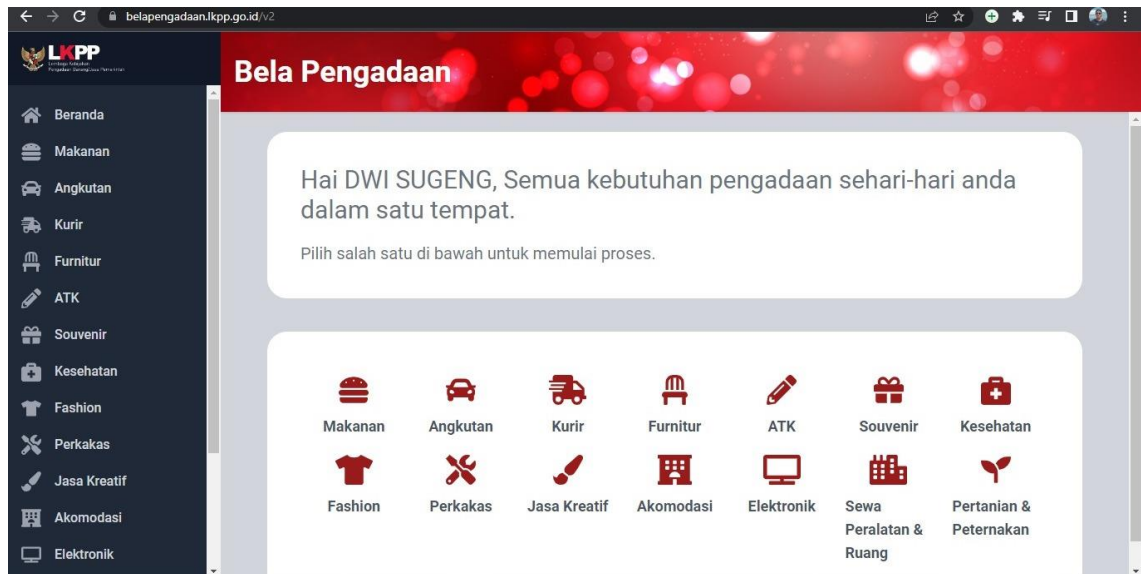 belapengadaan.lkpp.go.id/v2
LKPP
Bela Pengadaan
Beranda
Makanan
Angkutan
Kurir
Furnitur
ATK
Souvenir
Kesehatan
Fashion
Perkakas
Jasa Kreatif
Akomodasi
Elektronik
Hai DWI SUGENG, Semua kebutuhan pengadaan sehari-hari anda
dalam satu tempat.
Pilih salah satu di bawah untuk memulai proses.
Makanan Angkutan Kurir Furnitur ATK Souvenir Kesehatan
Fashion Perkakas Jasa Kreatif Akomodasi Elektronik Sewa Pertanian &
Peralatan & Peternakan
Ruang